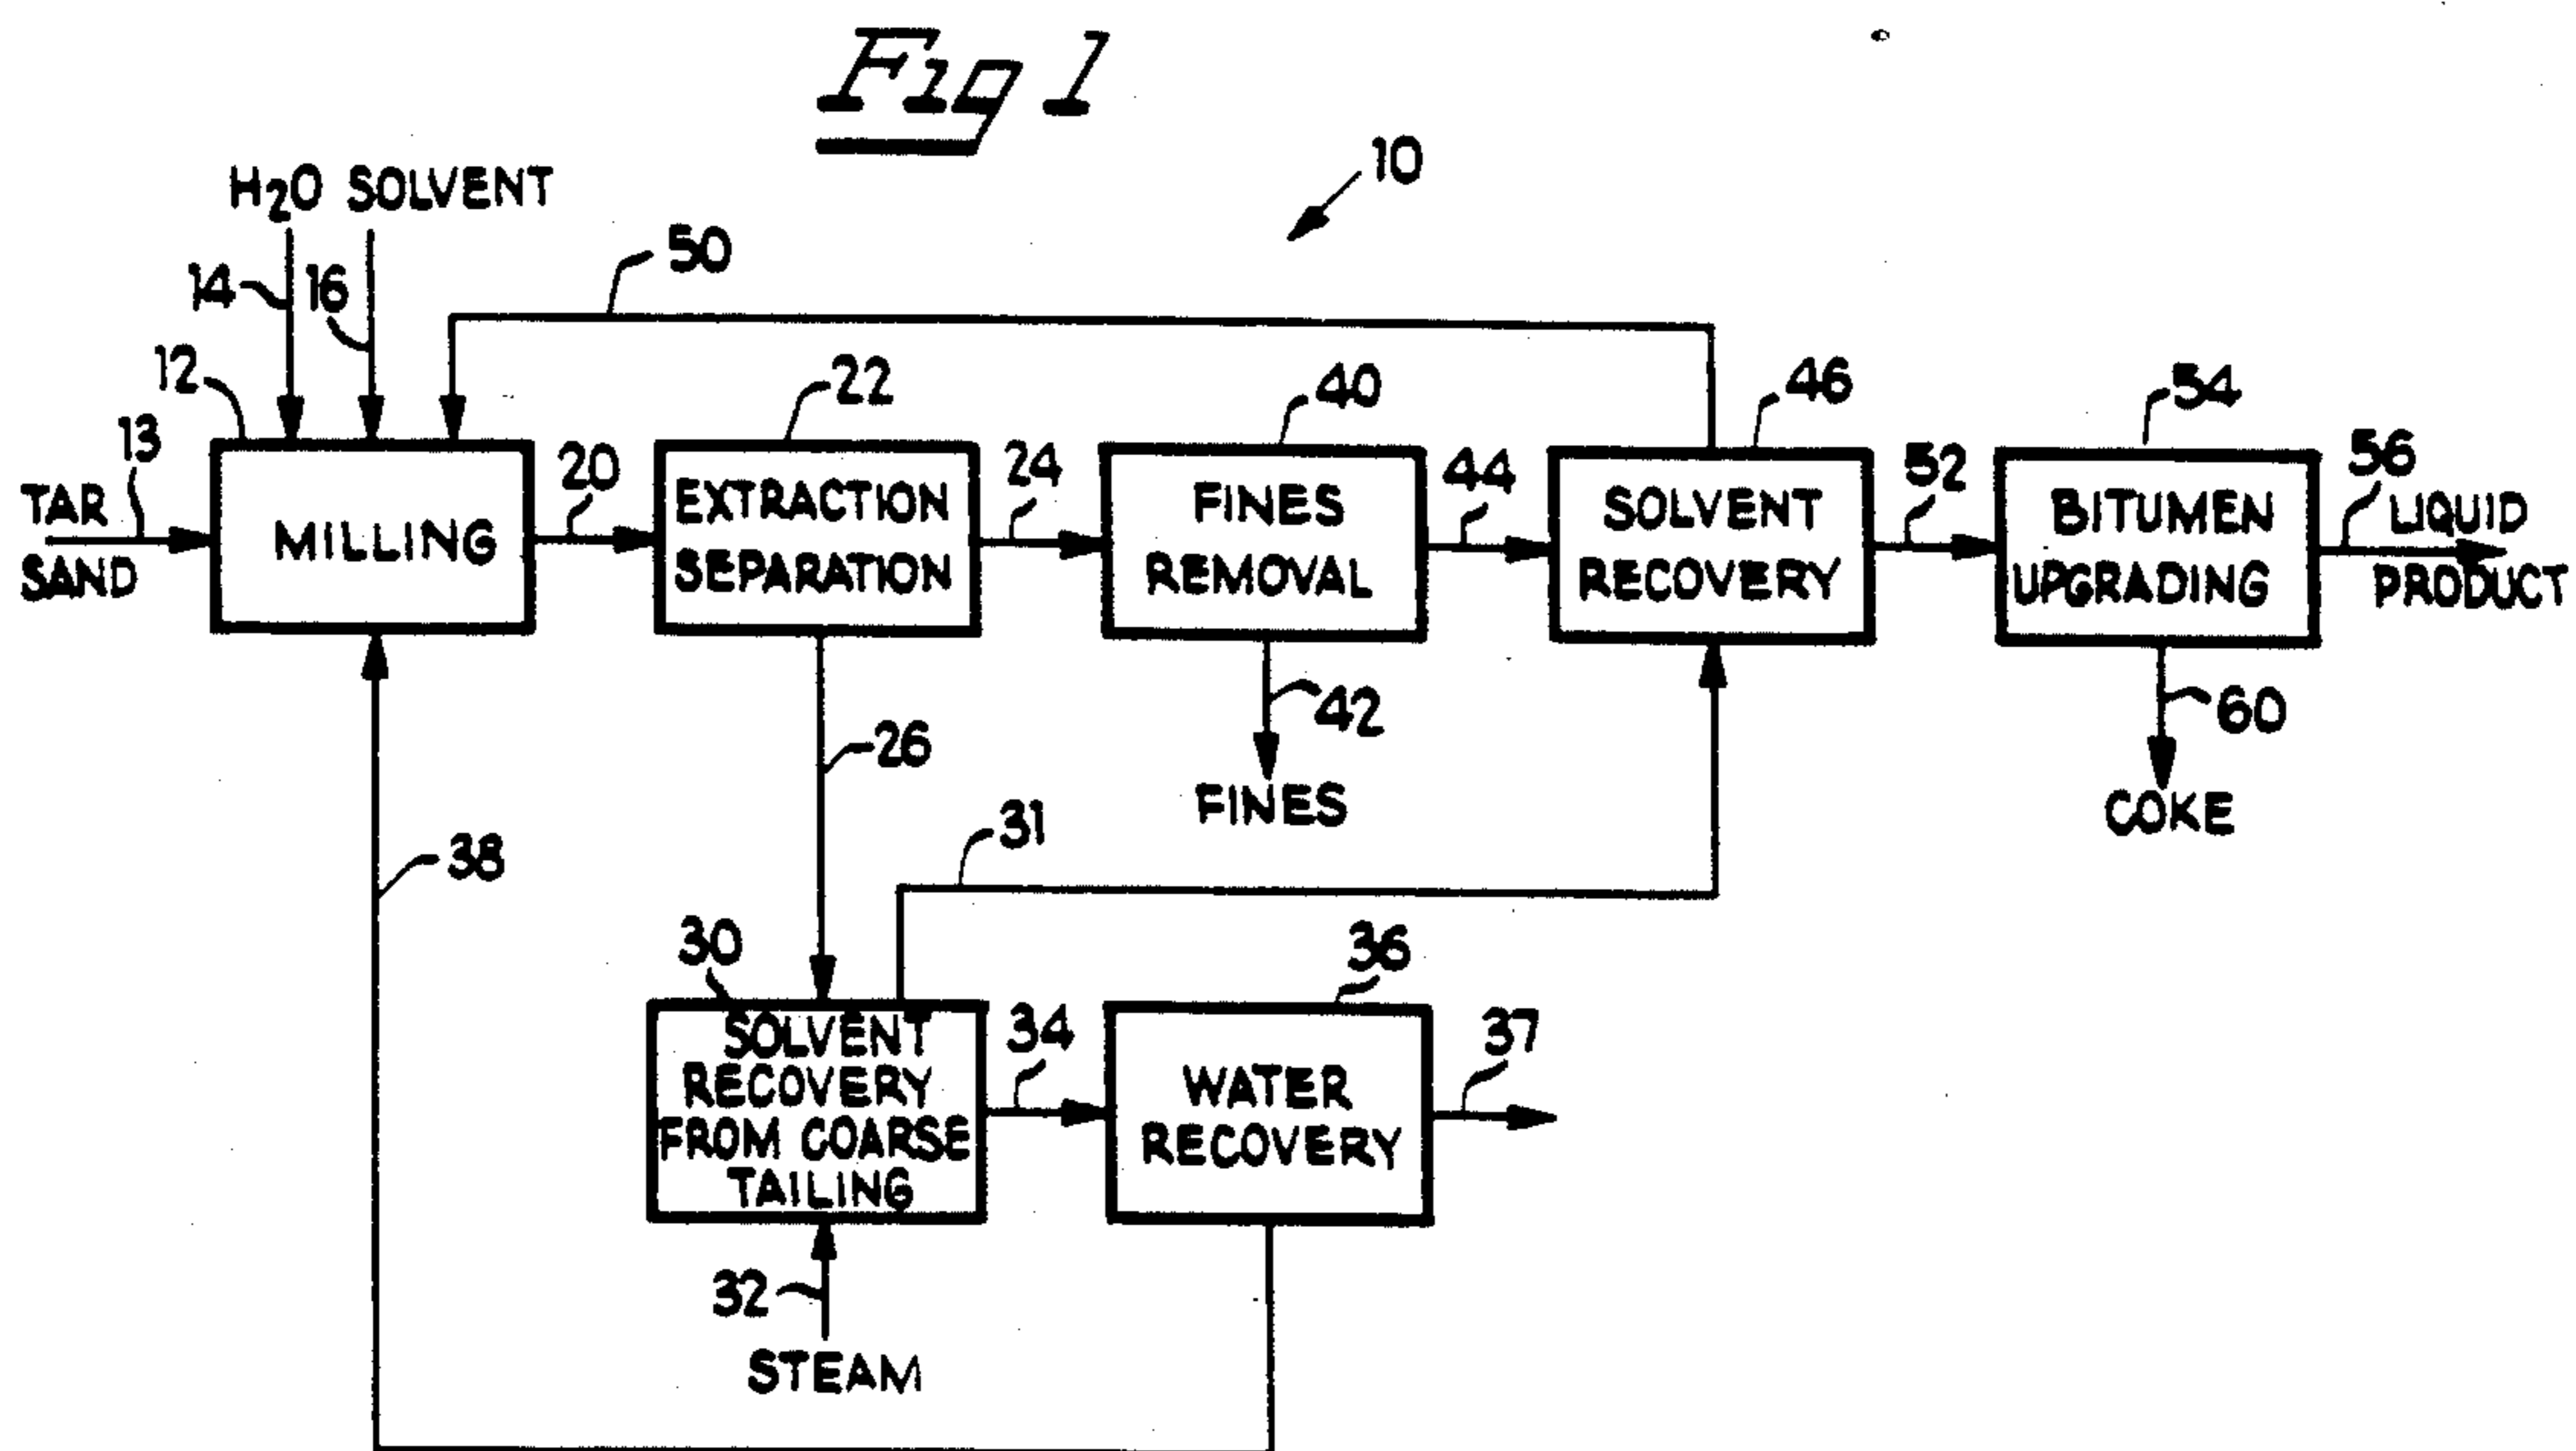 Fig 1
10
H2O SOLVENT
14
16
50
12
13
TAR
SAND
MILLING
20
22
EXTRACTION
SEPARATION
24
40
FINES
REMOVAL
44
46
SOLVENT
RECOVERY
52
54
BITUMEN
UPGRADING
56
LIQUID
PRODUCT
26
42
FINES
60
COKE
38
31
30
SOLVENT
RECOVERY
FROM COARSE
TAILING
34
36
WATER
RECOVERY
37
32
STEAM